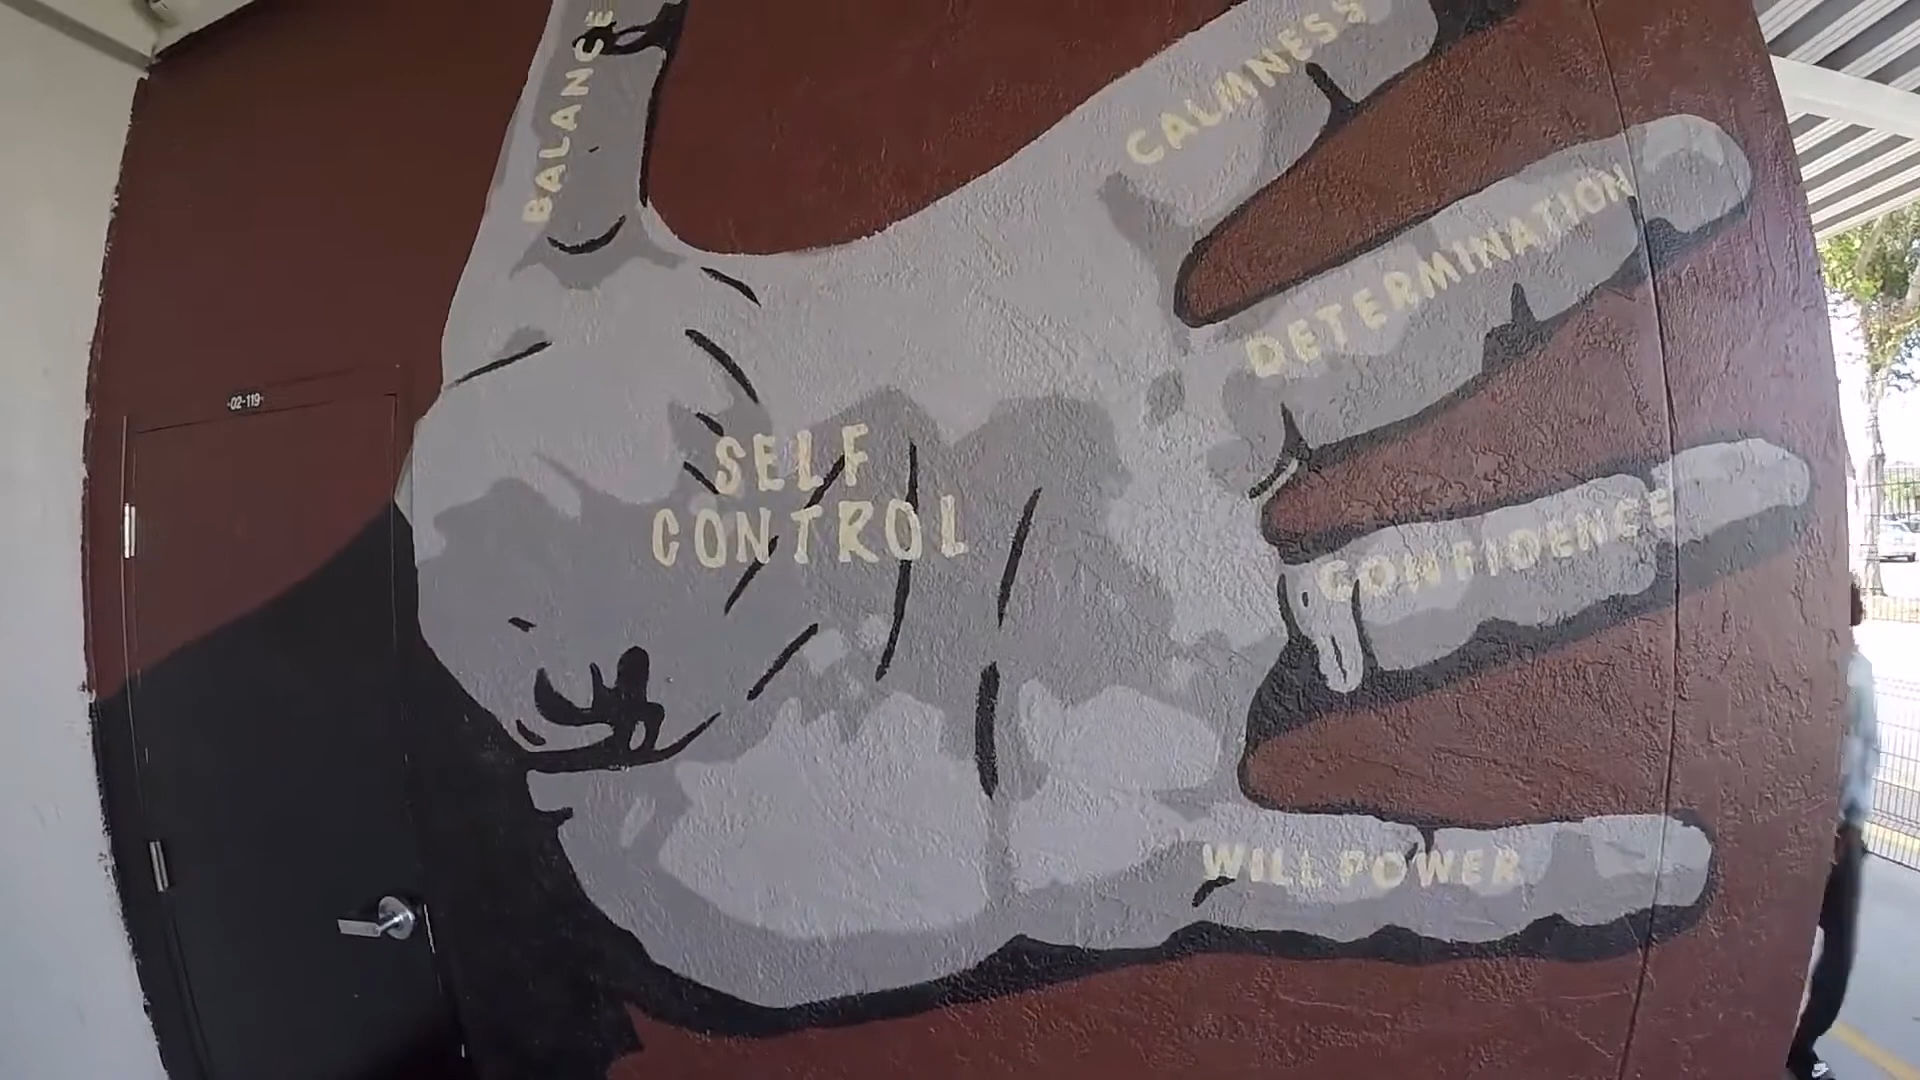 BALANCE
CALMNESS
DETERMINATION
02-119
SELF
CONTROL
CONFIDENCE
WILL POWER